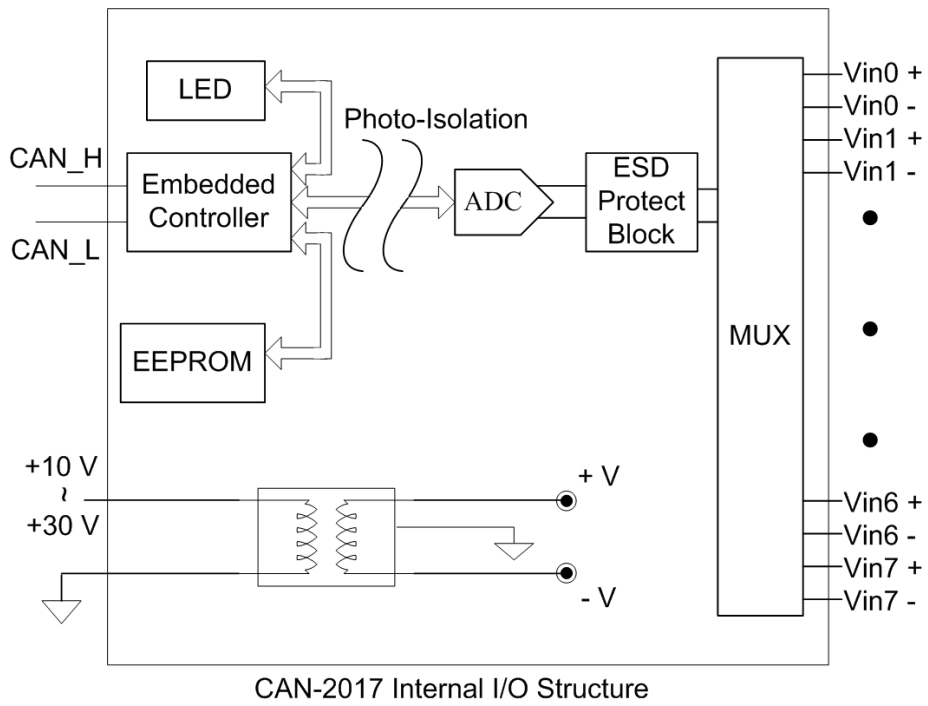 LED
Photo-Isolation
CAN_H
Embedded
Controller
CAN_L
ADC
ESD
Protect
Block
MUX
EEPROM
Vin0 +
Vin0 -
Vin1 +
Vin1 -
Vin6 +
Vin6 -
Vin7 +
Vin7 -
+10 V
~
+30 V
+ V
- V
CAN-2017 Internal I/O Structure